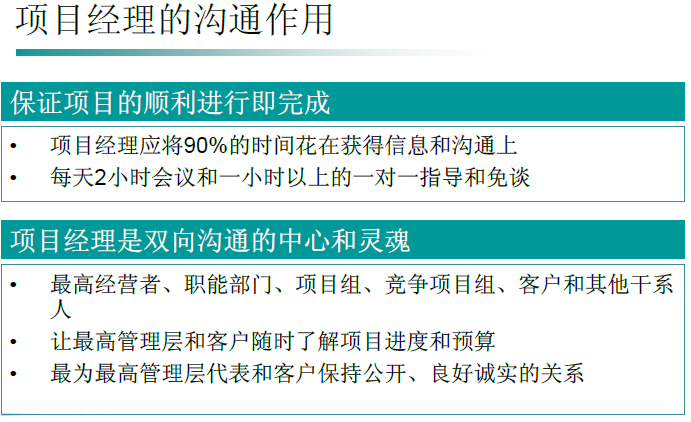 项目经理的沟通作用
保证项目的顺利进行即完成
• 项目经理应将90%的时间花在获得信息和沟通上
• 每天2小时会议和一小时以上的一对一指导和免谈
项目经理是双向沟通的中心和灵魂
• 最高经营者、职能部门、项目组、竞争项目组、客户和其他干系
人
• 让最高管理层和客户随时了解项目进度和预算
• 最为最高管理层代表和客户保持公开、良好诚实的关系